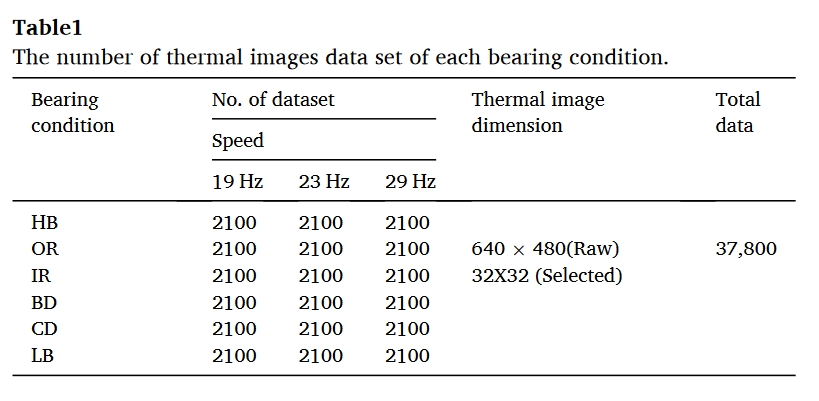 Table1
The number of thermal images data set of each bearing condition.
Bearing condition No. of dataset Thermal image dimension Total data
Speed
19 Hz 23 Hz 29 Hz
HB 2100 2100 2100
OR 2100 2100 2100 640 × 480(Raw) 37,800
IR 2100 2100 2100 32X32 (Selected)
BD 2100 2100 2100
CD 2100 2100 2100
LB 2100 2100 2100